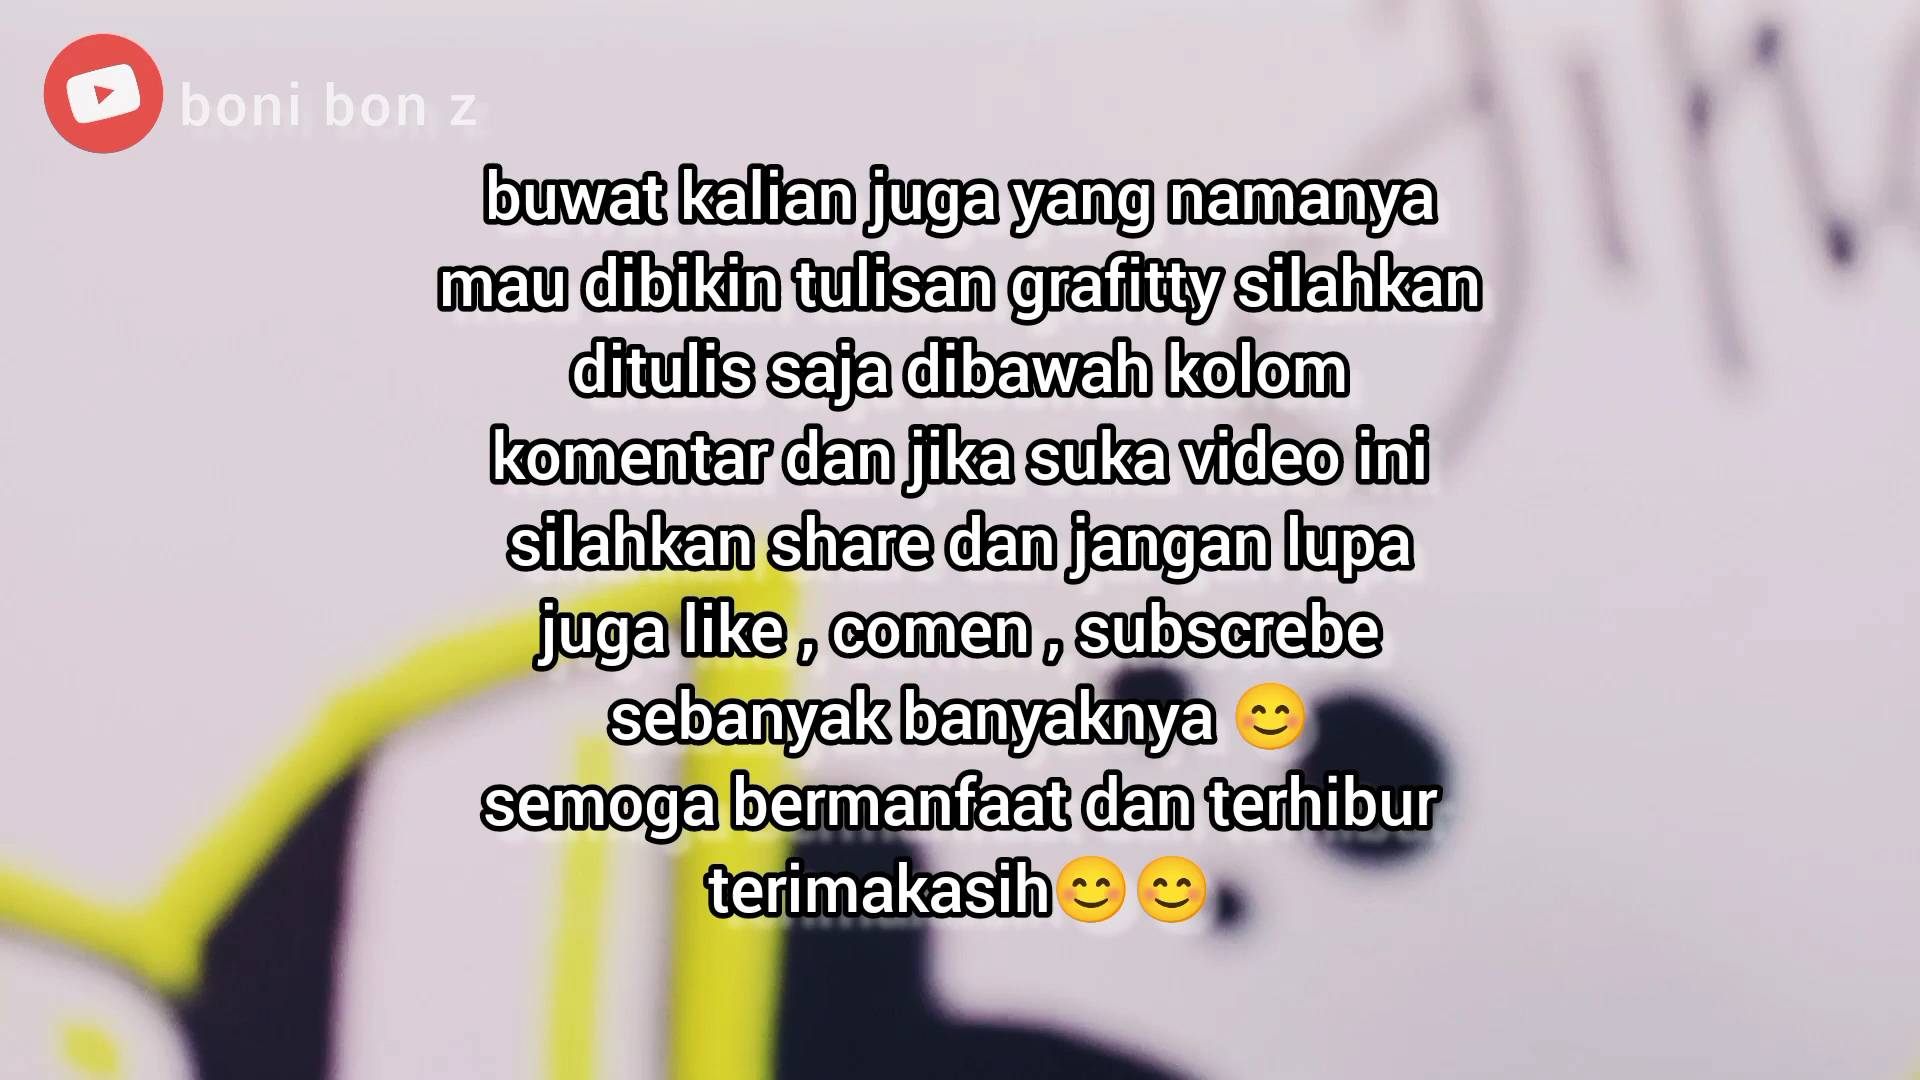 boni bon z
buwat kalian juga yang namanya
mau dibikin tulisan grafitty silahkan
ditulis saja dibawah kolom
komentar dan jika suka video ini
silahkan share dan jangan lupa
juga like , comen , subscrebe
sebanyak banyaknya 😊
semoga bermanfaat dan terhibur
terimakasih😊😊